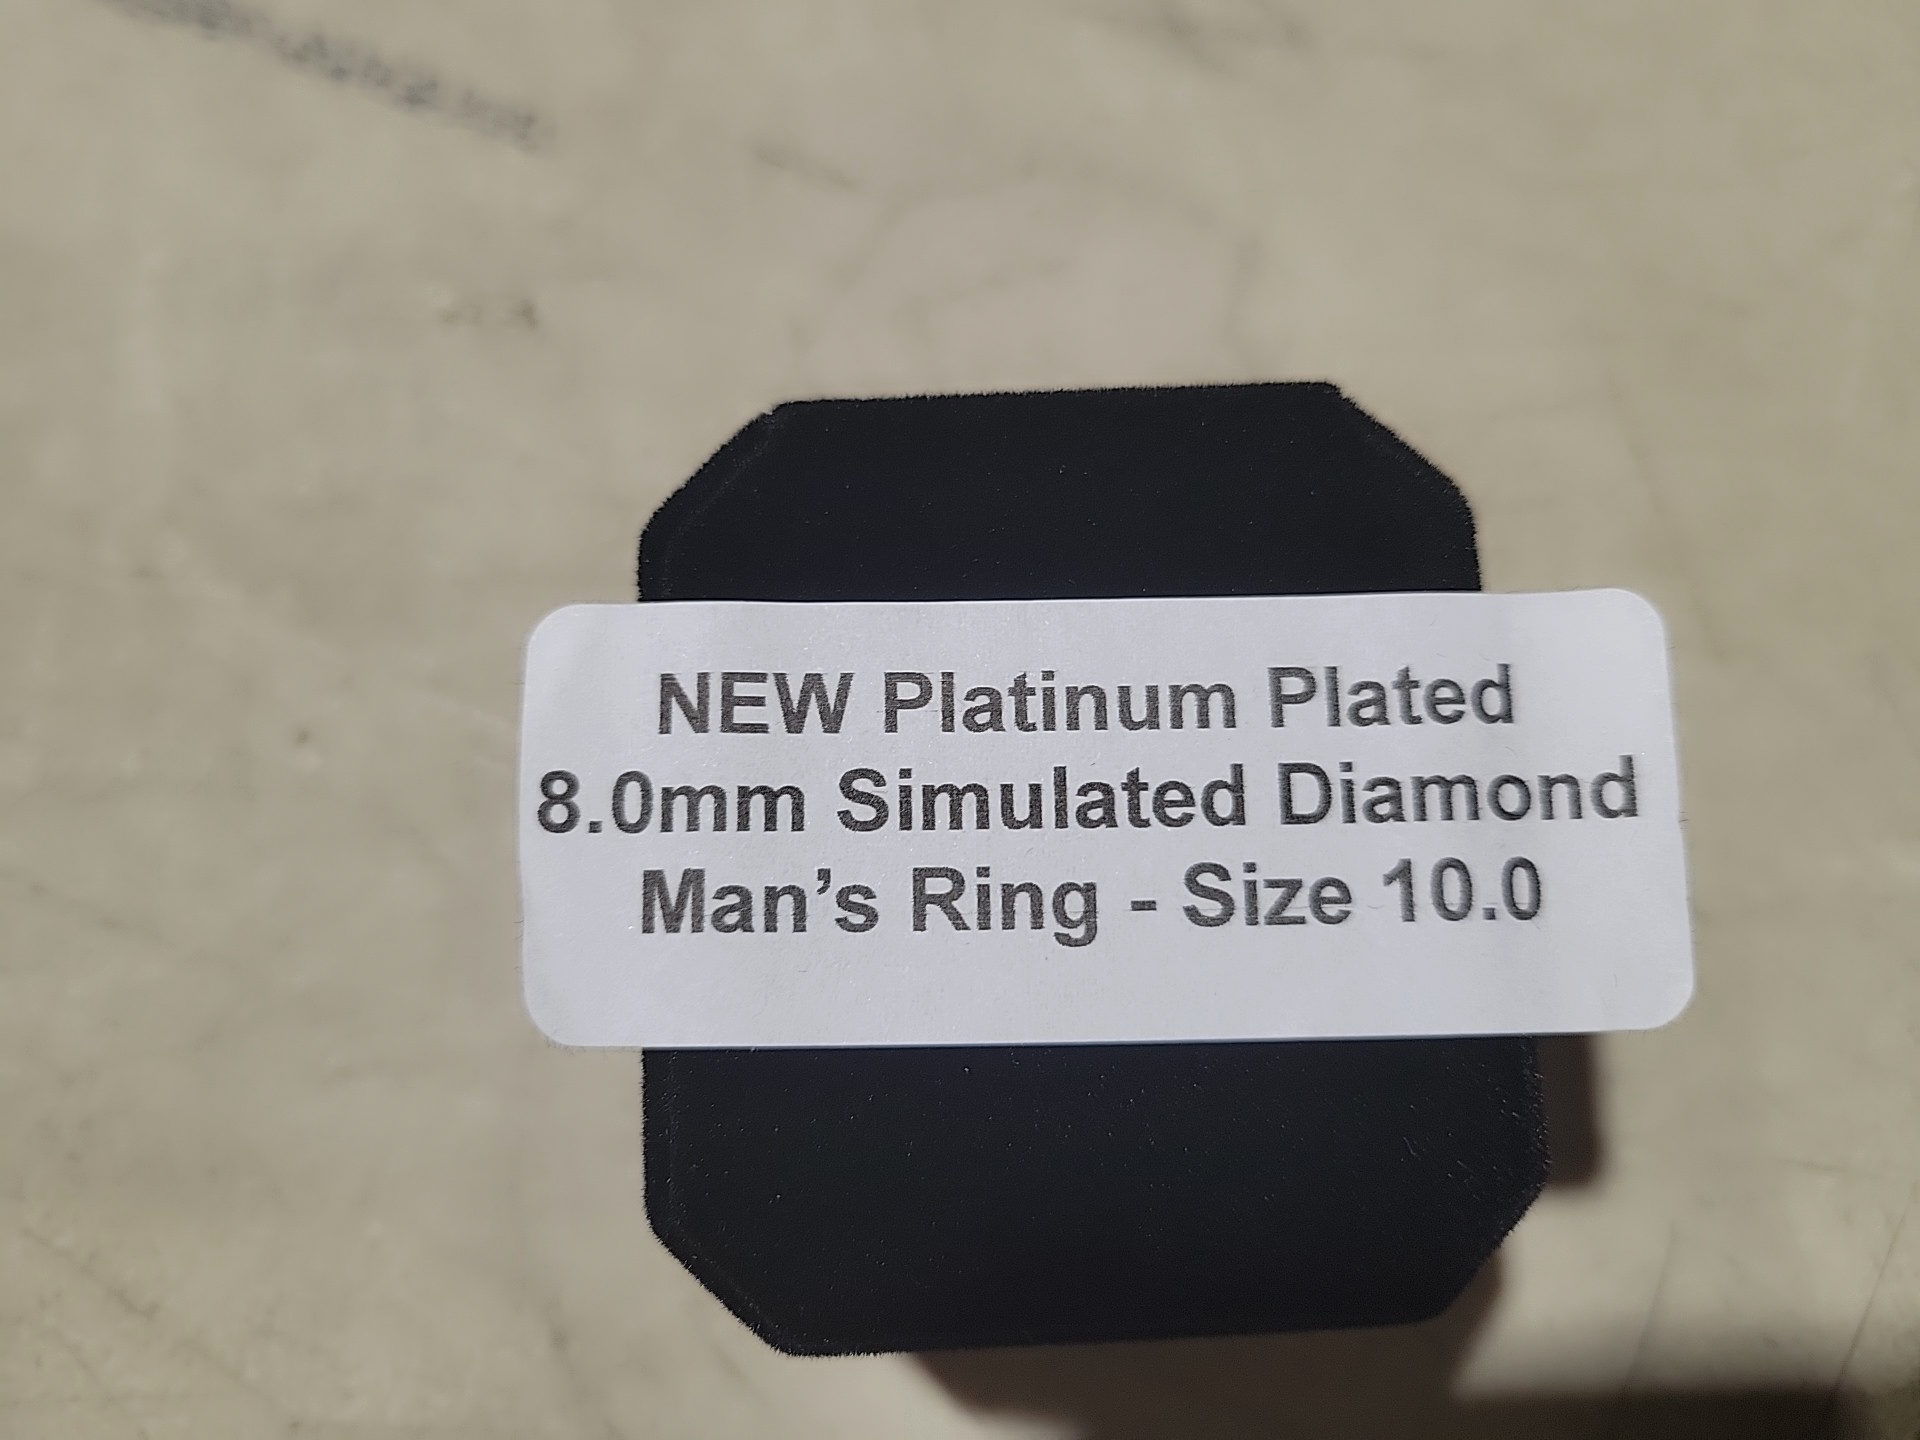 NEW Platinum Plated
8.0mm Simulated Diamond
Man’s Ring - Size 10.0